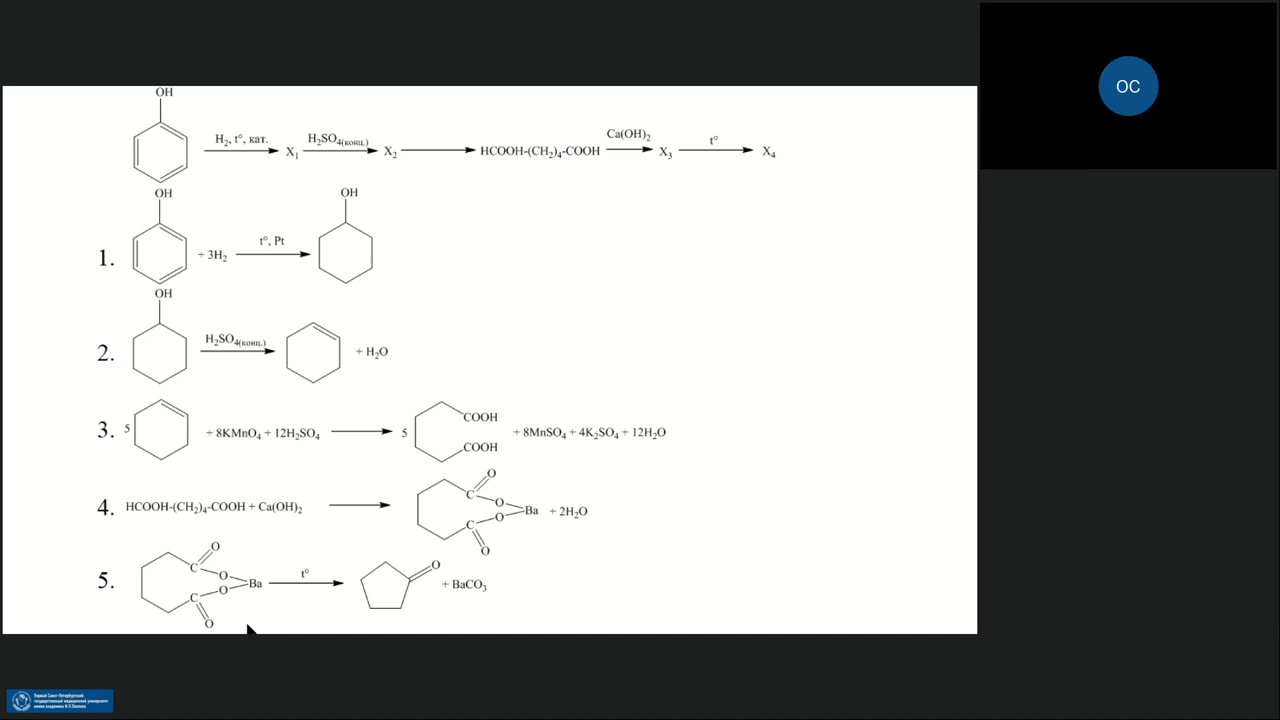 OC
OH
H₂, t°, кат. X₁ H₂SO₄(конц.) X₂ HCOOH-(CH₂)₄-COOH Ca(OH)₂ X₃ t° X₄
OH OH
1. + 3H₂ t°, Pt
OH
2. H₂SO₄(конц.) + H₂O
3. 5 + 8KMnO₄ + 12H₂SO₄ 5 COOH COOH + 8MnSO₄ + 4K₂SO₄ + 12H₂O
4. HCOOH-(CH₂)₄-COOH + Ca(OH)₂ O C O O C O Ba + 2H₂O
5. O C O O C O Ba t° O + BaCO₃
Первый Санкт-Петербургский
государственный медицинский университет
имени академика И.П.Павлова